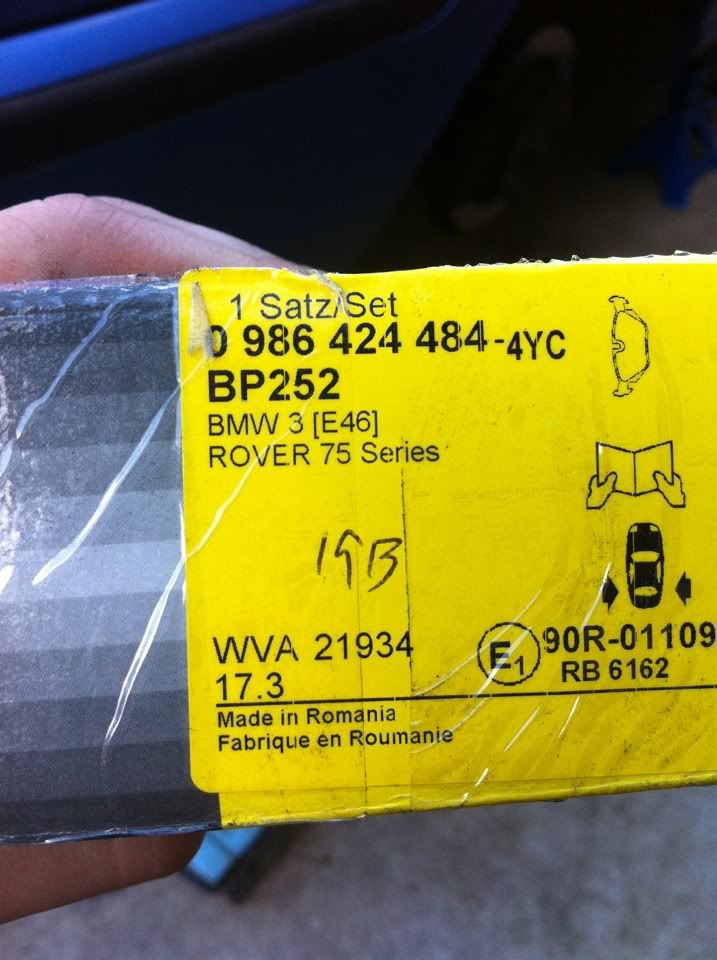 1 Satz/Set
0 986 424 484-4YC
BP252
BMW 3 [E46]
ROVER 75 Series
19B
WVA 21934
17.3
E1 90R-01109
RB 6162
Made in Romania
Fabrique en Roumanie